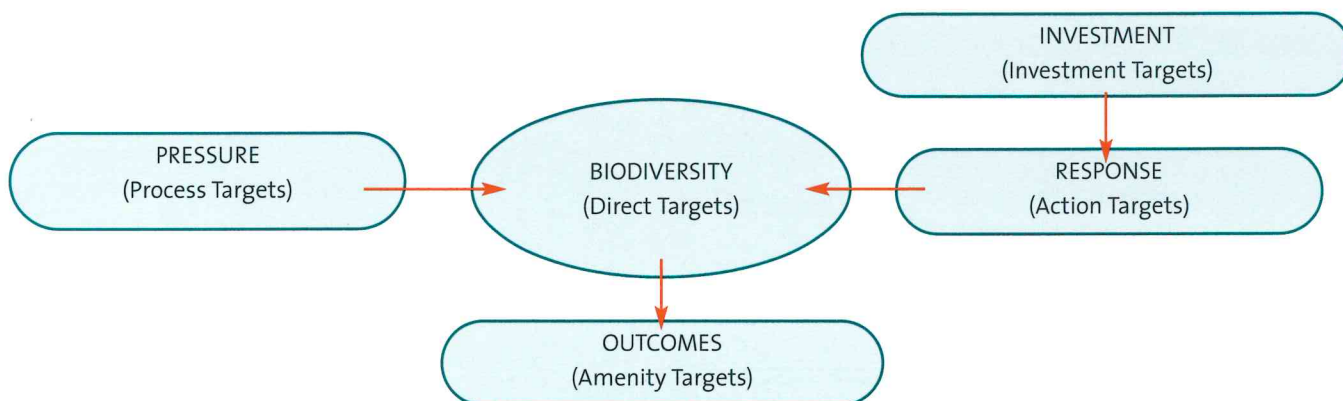 INVESTMENT
(Investment Targets)
PRESSURE
(Process Targets)
BIODIVERSITY
(Direct Targets)
RESPONSE
(Action Targets)
OUTCOMES
(Amenity Targets)